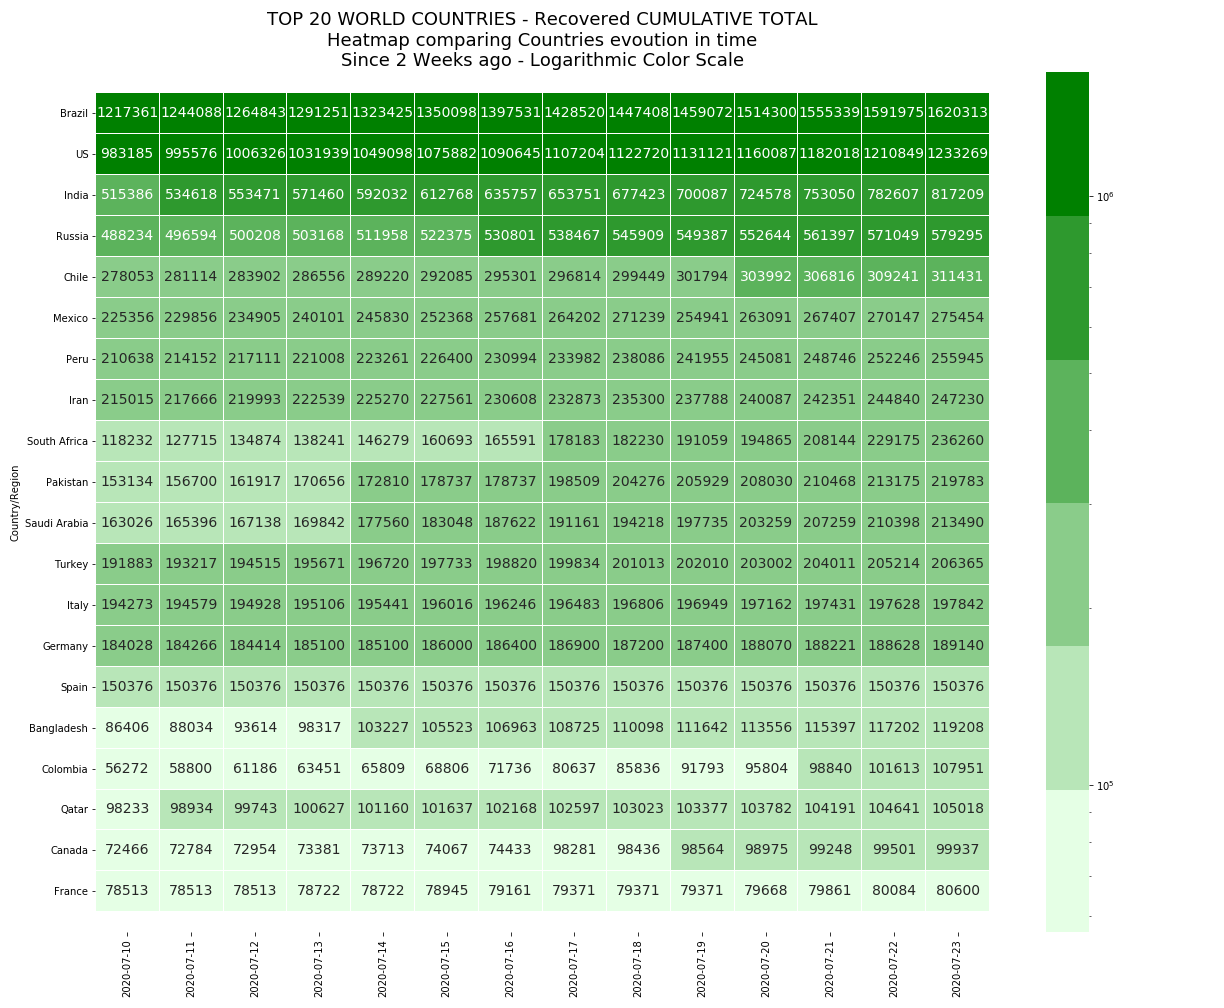 TOP 20 WORLD COUNTRIES - Recovered CUMULATIVE TOTAL
Heatmap comparing Countries evoution in time
Since 2 Weeks ago - Logarithmic Color Scale
Country/Region
Brazil 1217361 1244088 1264843 1291251 1323425 1350098 1397531 1428520 1447408 1459072 1514300 1555339 1591975 1620313
US 983185 995576 1006326 1031939 1049098 1075882 1090645 1107204 1122720 1131121 1160087 1182018 1210849 1233269
India 515386 534618 553471 571460 592032 612768 635757 653751 677423 700087 724578 753050 782607 817209
Russia 488234 496594 500208 503168 511958 522375 530801 538467 545909 549387 552644 561397 571049 579295
Chile 278053 281114 283902 286556 289220 292085 295301 296814 299449 301794 303992 306816 309241 311431
Mexico 225356 229856 234905 240101 245830 252368 257681 264202 271239 254941 263091 267407 270147 275454
Peru 210638 214152 217111 221008 223261 226400 230994 233982 238086 241955 245081 248746 252246 255945
Iran 215015 217666 219993 222539 225270 227561 230608 232873 235300 237788 240087 242351 244840 247230
South Africa 118232 127715 134874 138241 146279 160693 165591 178183 182230 191059 194865 208144 229175 236260
Pakistan 153134 156700 161917 170656 172810 178737 178737 198509 204276 205929 208030 210468 213175 219783
Saudi Arabia 163026 165396 167138 169842 177560 183048 187622 191161 194218 197735 203259 207259 210398 213490
Turkey 191883 193217 194515 195671 196720 197733 198820 199834 201013 202010 203002 204011 205214 206365
Italy 194273 194579 194928 195106 195441 196016 196246 196483 196806 196949 197162 197431 197628 197842
Germany 184028 184266 184414 185100 185100 186000 186400 186900 187200 187400 188070 188221 188628 189140
Spain 150376 150376 150376 150376 150376 150376 150376 150376 150376 150376 150376 150376 150376 150376
Bangladesh 86406 88034 93614 98317 103227 105523 106963 108725 110098 111642 113556 115397 117202 119208
Colombia 56272 58800 61186 63451 65809 68806 71736 80637 85836 91793 95804 98840 101613 107951
Qatar 98233 98934 99743 100627 101160 101637 102168 102597 103023 103377 103782 104191 104641 105018
Canada 72466 72784 72954 73381 73713 74067 74433 98281 98436 98564 98975 99248 99501 99937
France 78513 78513 78513 78722 78722 78945 79161 79371 79371 79371 79668 79861 80084 80600
2020-07-10 2020-07-11 2020-07-12 2020-07-13 2020-07-14 2020-07-15 2020-07-16 2020-07-17 2020-07-18 2020-07-19 2020-07-20 2020-07-21 2020-07-22 2020-07-23
10⁶
10⁵